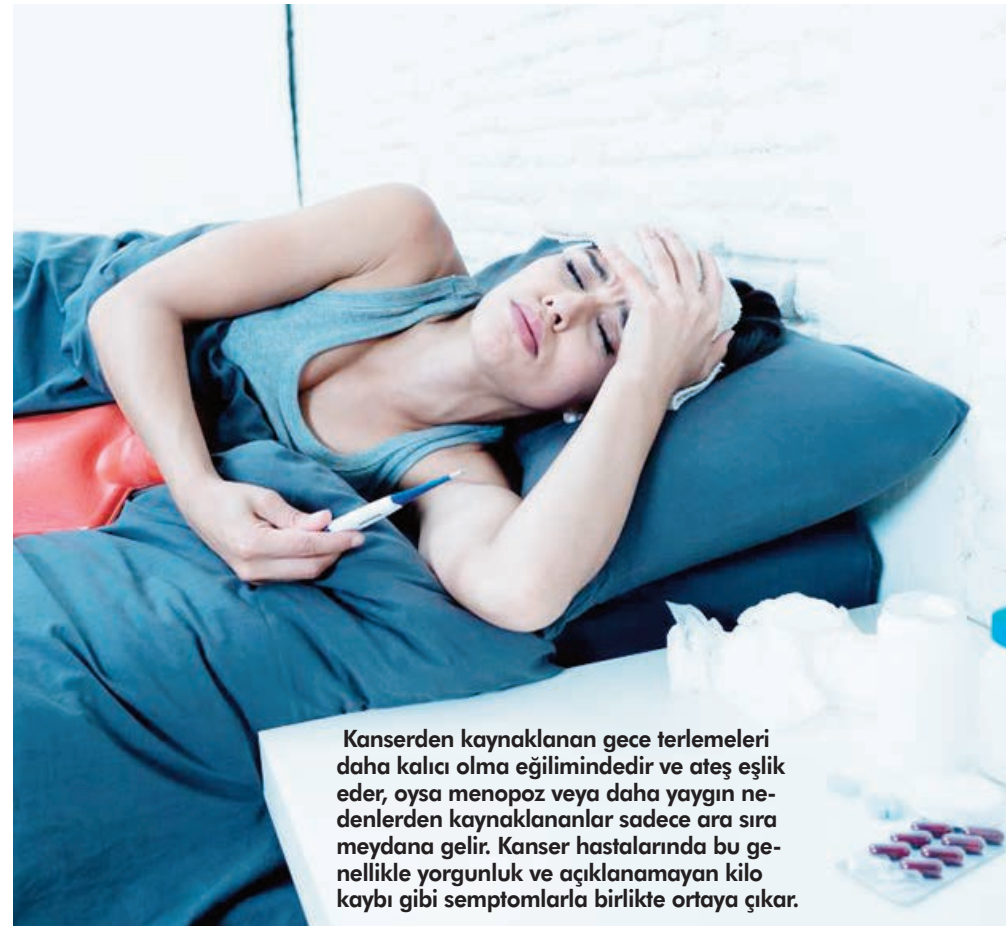 Kanserden kaynaklanan gece terlemeleri
daha kalıcı olma eğilimindedir ve ateş eşlik
eder, oysa menopoz veya daha yaygın ne-
denlerden kaynaklananlar sadece ara sıra
meydana gelir. Kanser hastalarında bu ge-
nellikle yorgunluk ve açıklanamayan kilo
kaybı gibi semptomlarla birlikte ortaya çıkar.